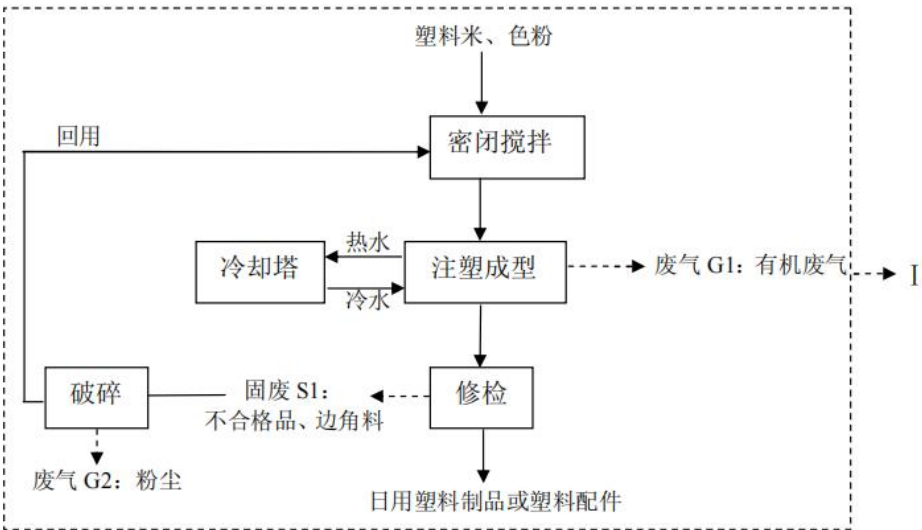 塑料米、色粉
回用
密闭搅拌
热水
冷却塔
注塑成型
废气 G1：有机废气
I
冷水
破碎
固废 S1：
不合格品、边角料
修检
废气 G2：粉尘
日用塑料制品或塑料配件